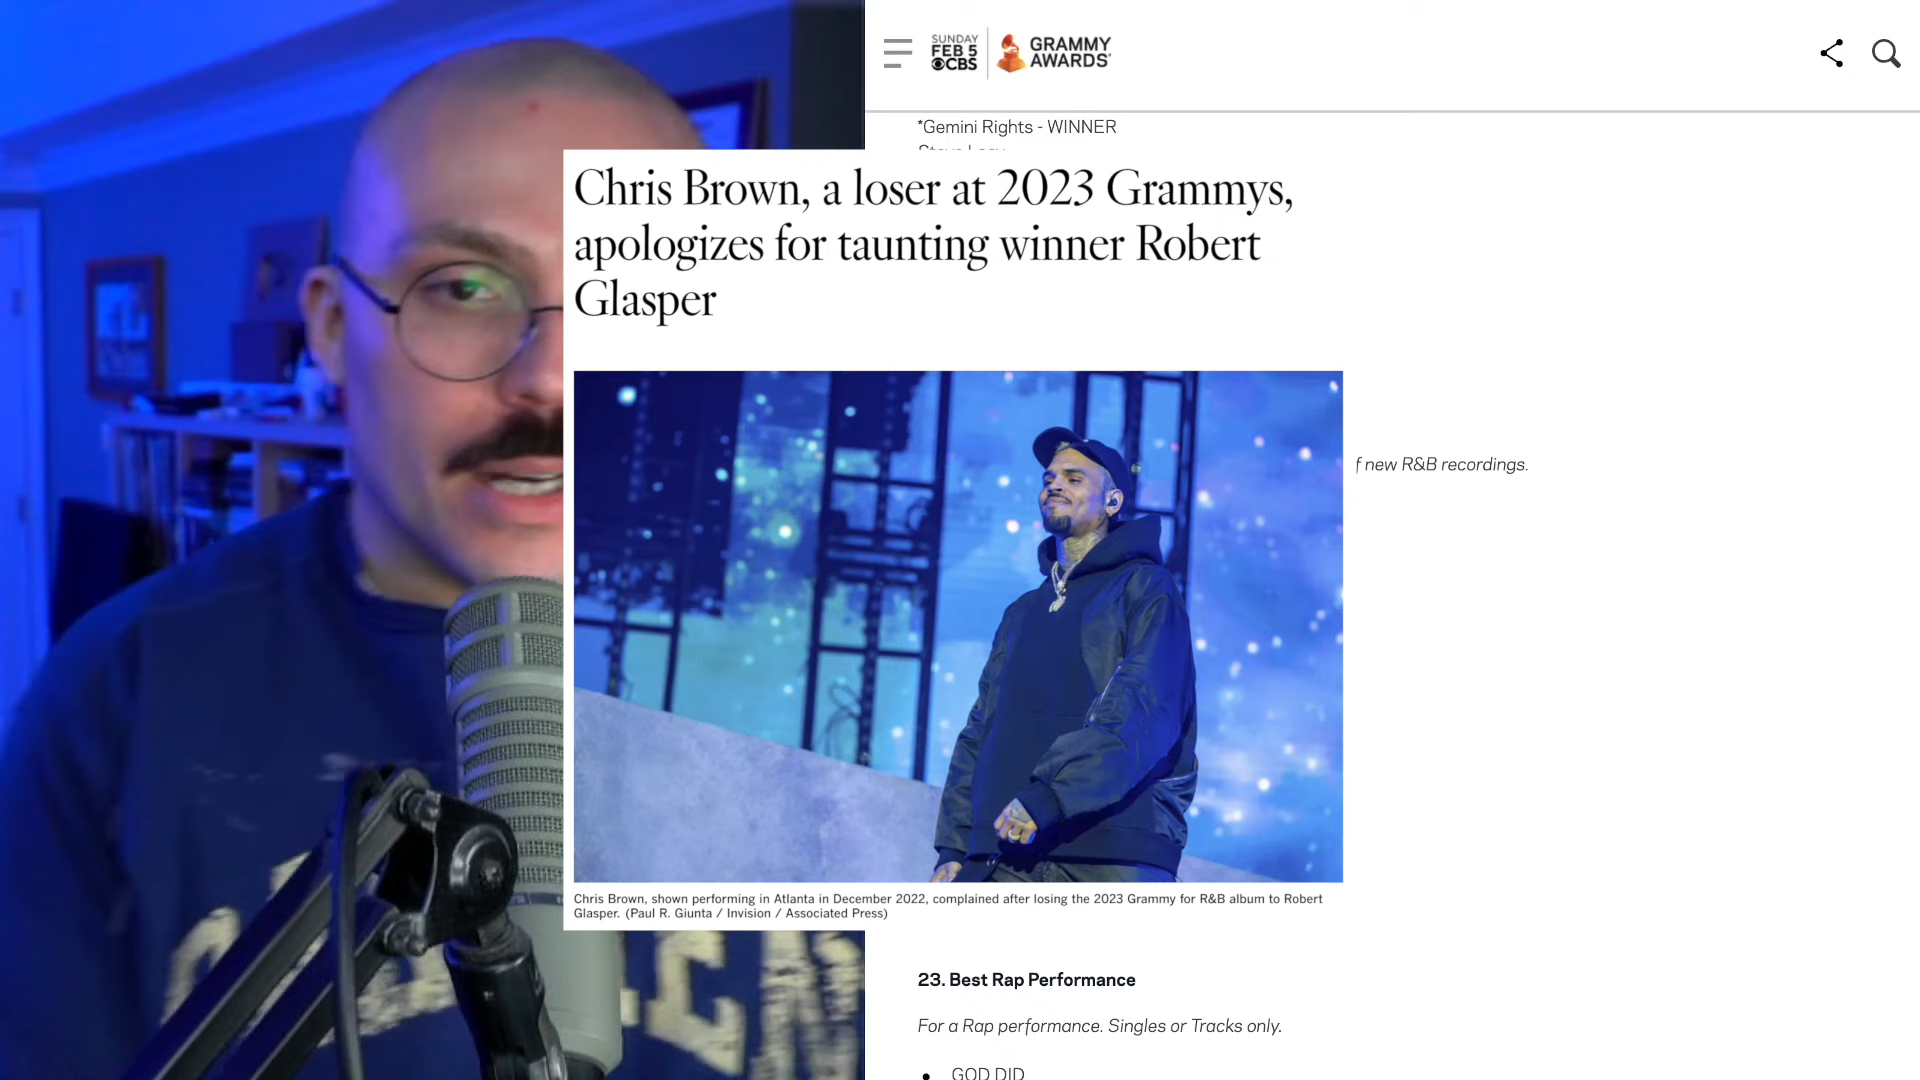 SUNDAY
FEB 5
CBS
GRAMMY
AWARDS
*Gemini Rights - WINNER
Chris Brown, a loser at 2023 Grammys,
apologizes for taunting winner Robert
Glasper
f new R&B recordings.
Chris Brown, shown performing in Atlanta in December 2022, complained after losing the 2023 Grammy for R&B album to Robert
Glasper. (Paul R. Giunta / Invision / Associated Press)
23. Best Rap Performance
For a Rap performance. Singles or Tracks only.
• GOD DID